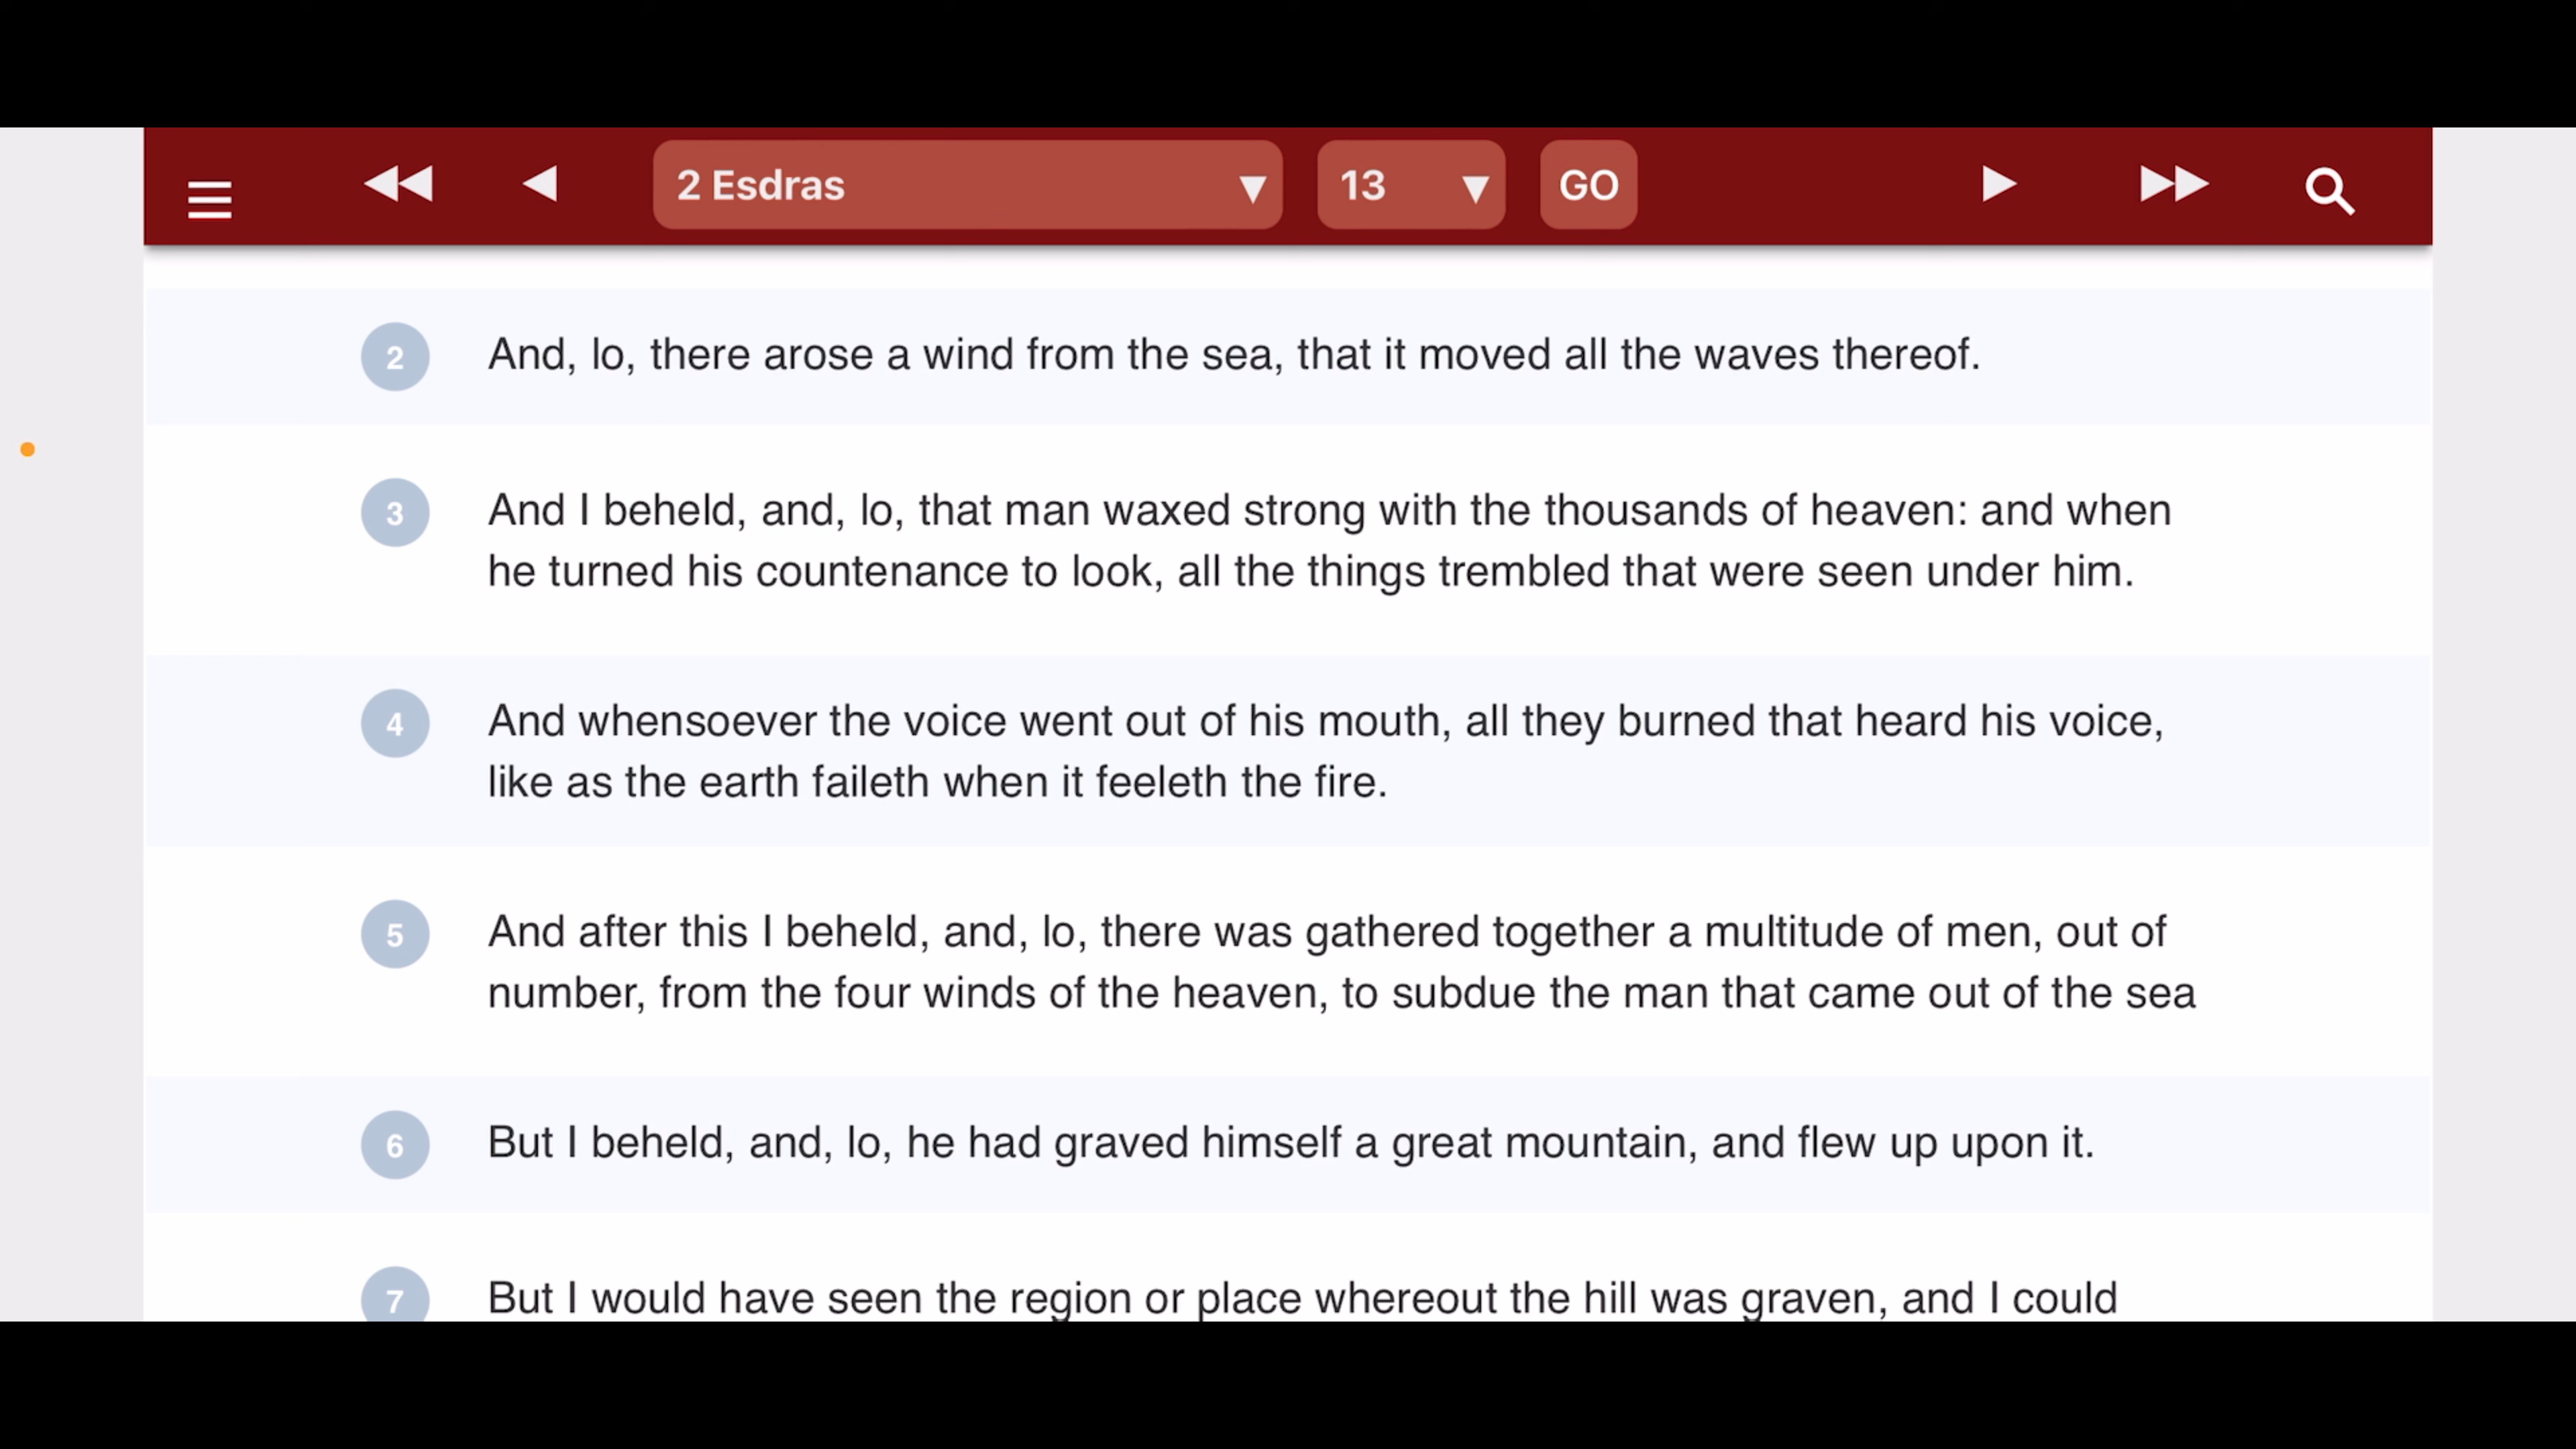 2 Esdras 13 GO
2 And, lo, there arose a wind from the sea, that it moved all the waves thereof.
3 And I beheld, and, lo, that man waxed strong with the thousands of heaven: and when
he turned his countenance to look, all the things trembled that were seen under him.
4 And whensoever the voice went out of his mouth, all they burned that heard his voice,
like as the earth faileth when it feeleth the fire.
5 And after this I beheld, and, lo, there was gathered together a multitude of men, out of
number, from the four winds of the heaven, to subdue the man that came out of the sea
6 But I beheld, and, lo, he had graved himself a great mountain, and flew up upon it.
7 But I would have seen the region or place whereout the hill was graven, and I could